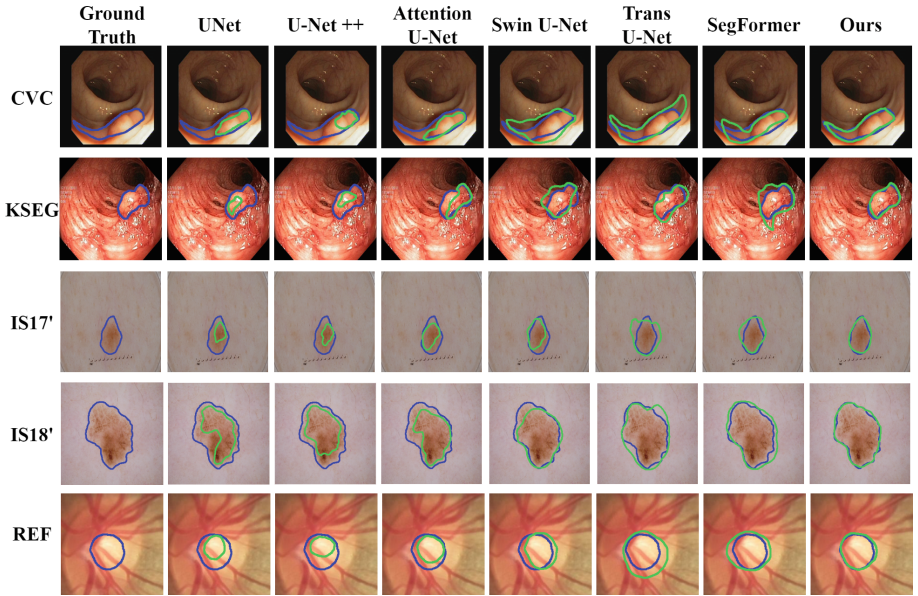 Ground Truth
UNet
U-Net ++
Attention U-Net
Swin U-Net
Trans U-Net
SegFormer
Ours
CVC
KSEG
IS17'
IS18'
REF